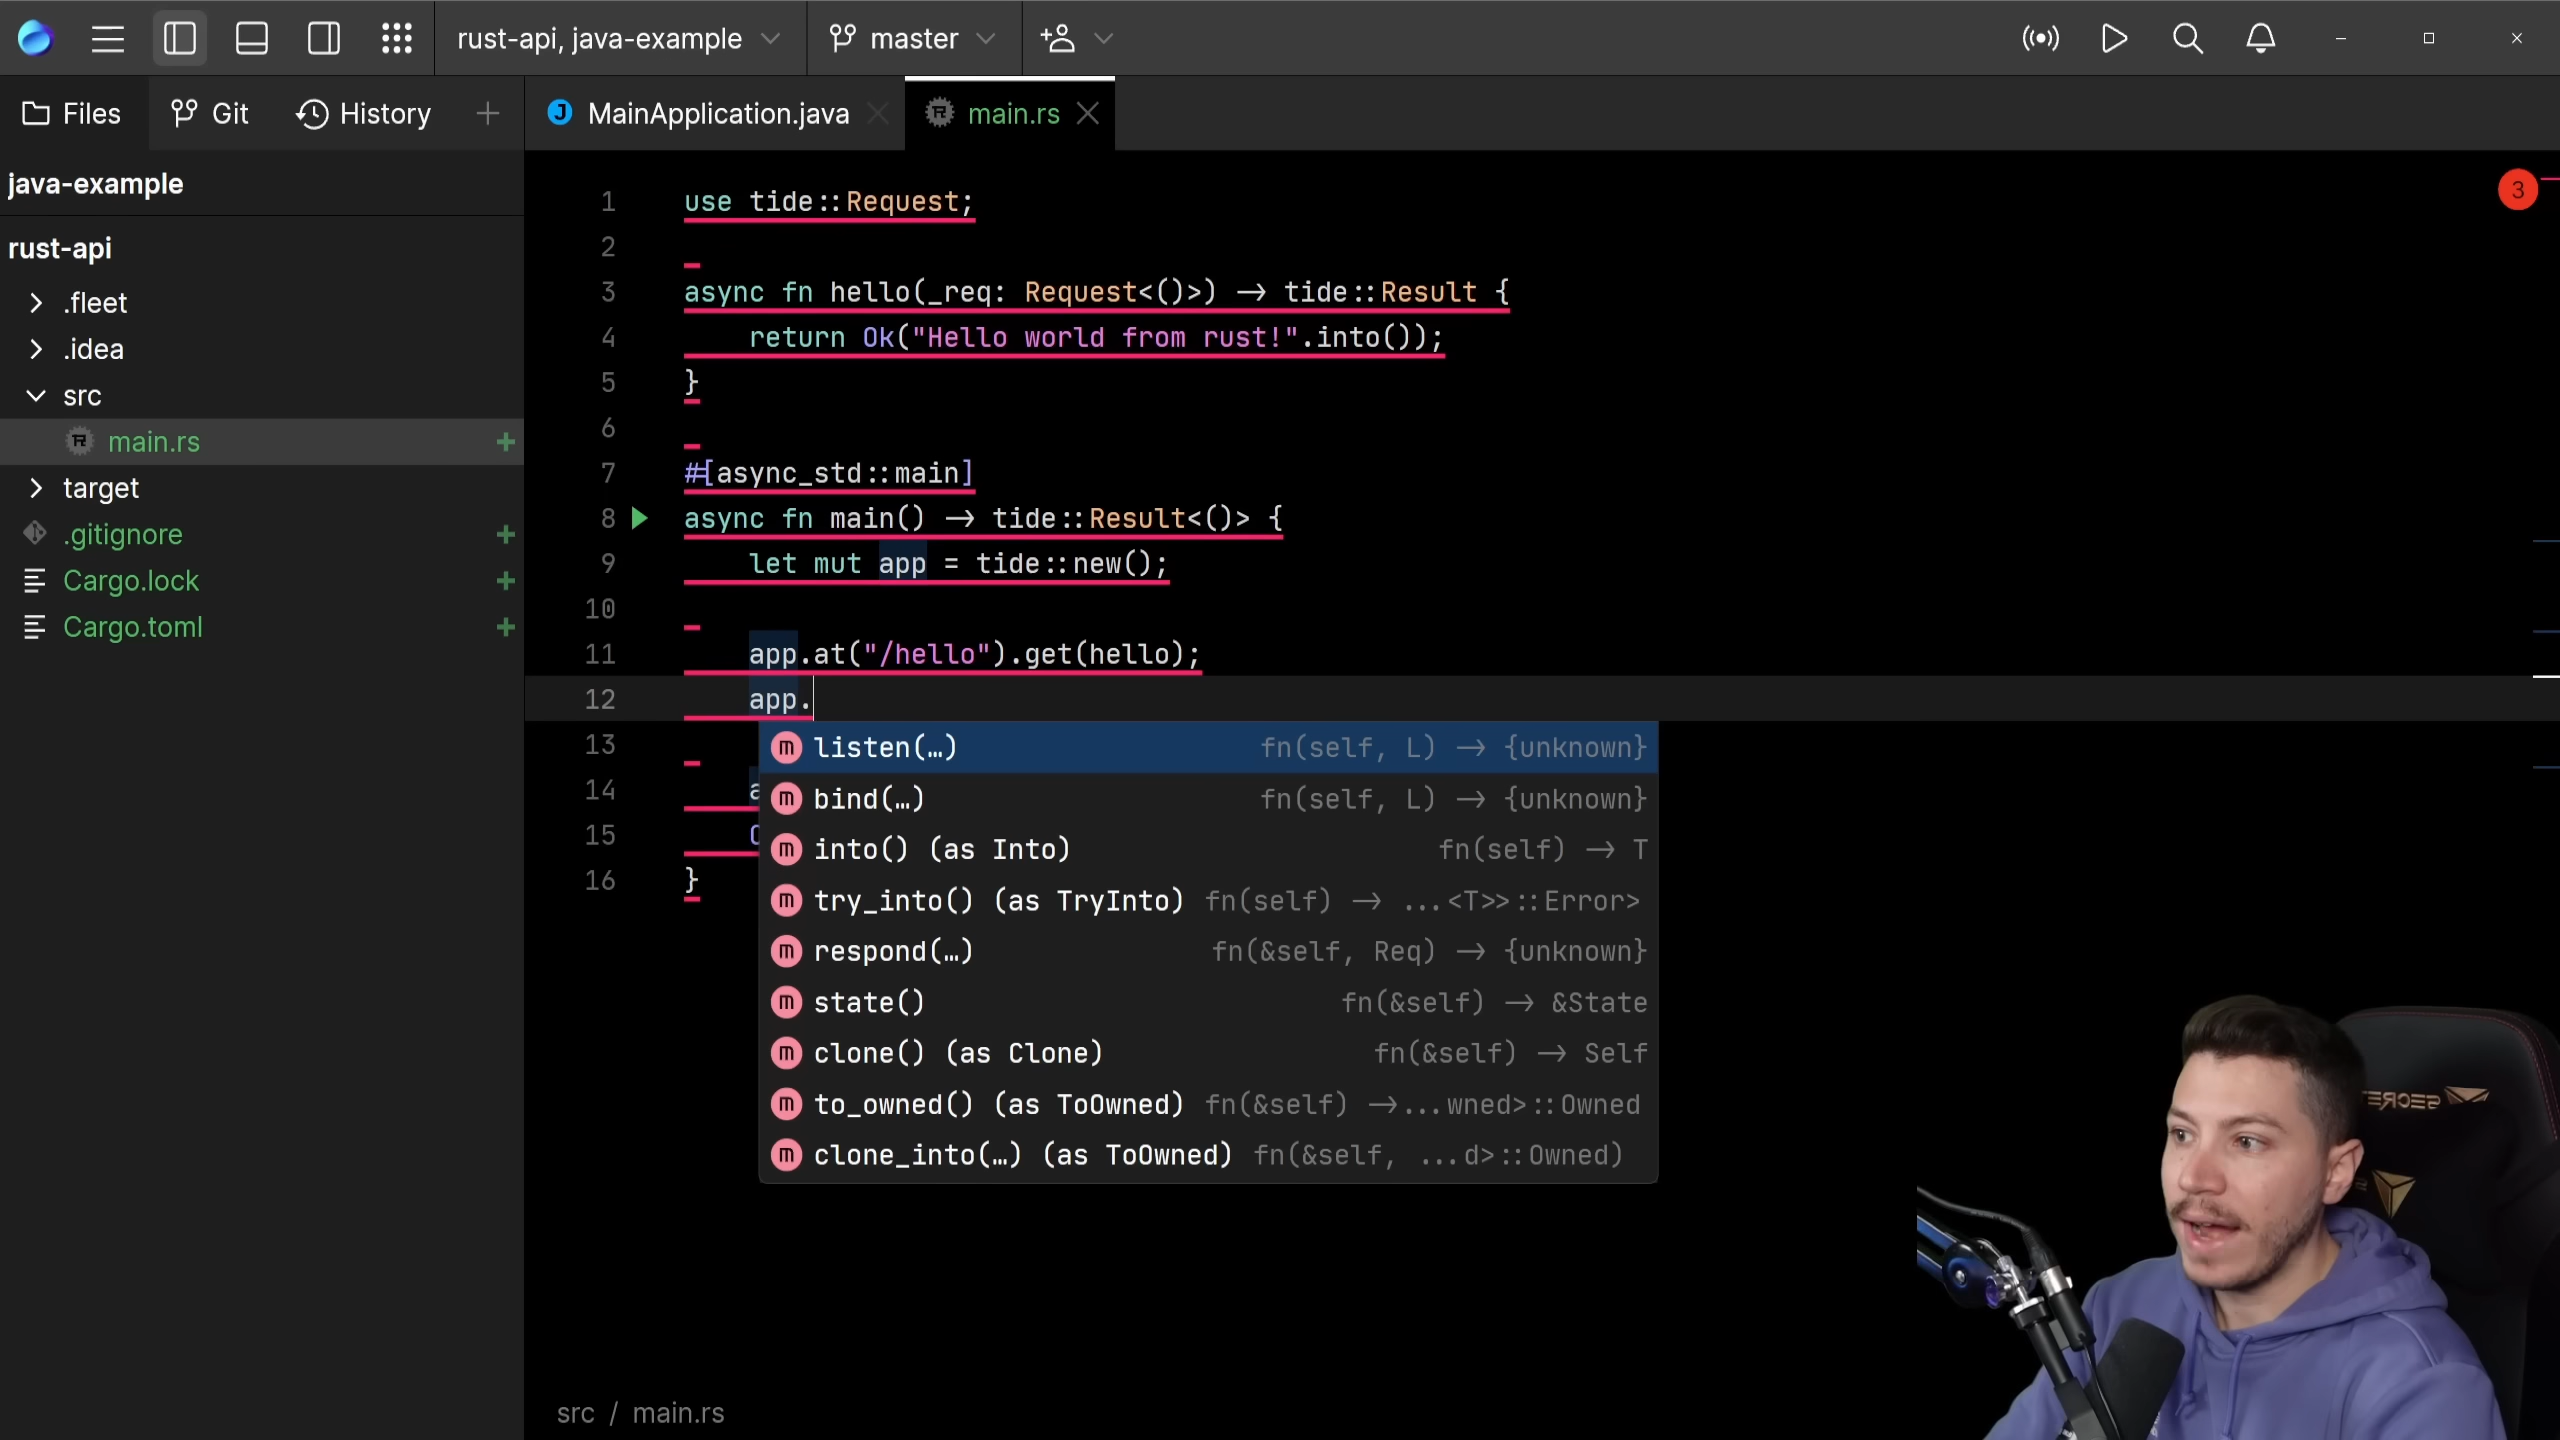 rust-api, java-example
master
Files
Git
History
MainApplication.java
main.rs
java-example
rust-api
.fleet
.idea
src
main.rs
target
.gitignore
Cargo.lock
Cargo.toml
3
1 use tide::Request;
2
3 async fn hello(_req: Request<()>) -> tide::Result {
4 return Ok("Hello world from rust!".into());
5 }
6
7 #[async_std::main]
8 async fn main() -> tide::Result<()> {
9 let mut app = tide::new();
10
11 app.at("/hello").get(hello);
12 app.
13
14 a
15 O
16 }
listen(…) fn(self, L) -> {unknown}
bind(…) fn(self, L) -> {unknown}
into() (as Into) fn(self) -> T
try_into() (as TryInto) fn(self) -> ...<T>>::Error>
respond(…) fn(&self, Req) -> {unknown}
state() fn(&self) -> &State
clone() (as Clone) fn(&self) -> Self
to_owned() (as ToOwned) fn(&self) ->...wned>::Owned
clone_into(…) (as ToOwned) fn(&self, ...d>::Owned)
src / main.rs
SECRE